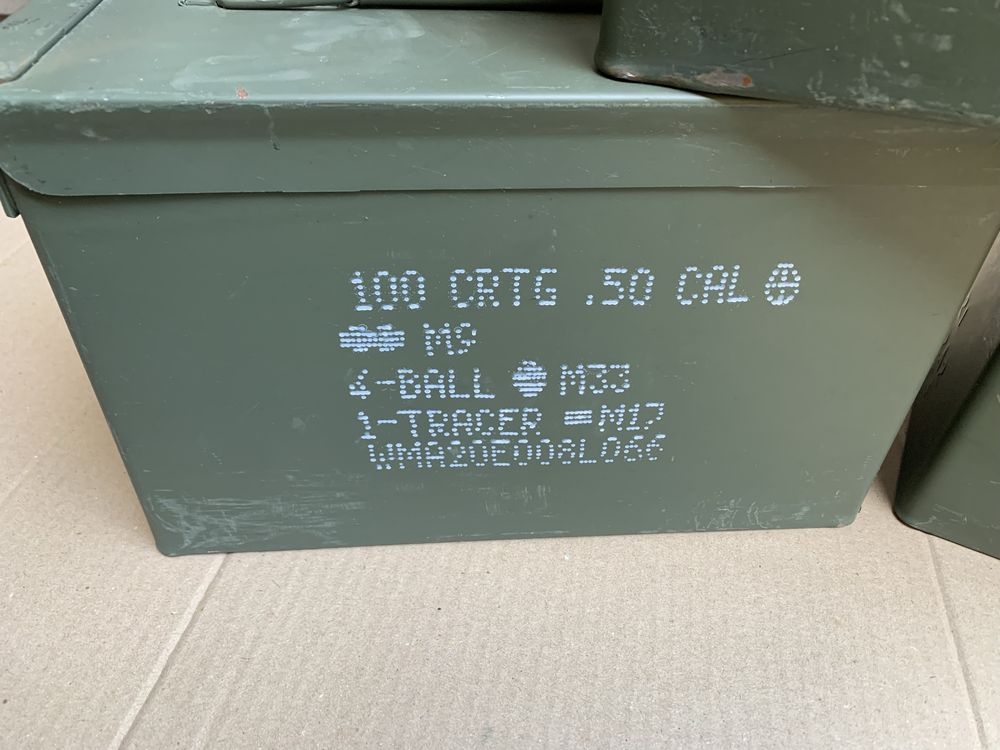 100 CRTG .50 CAL
M9
4-BALL M33
1-TRACER M17
WMA20E008L066